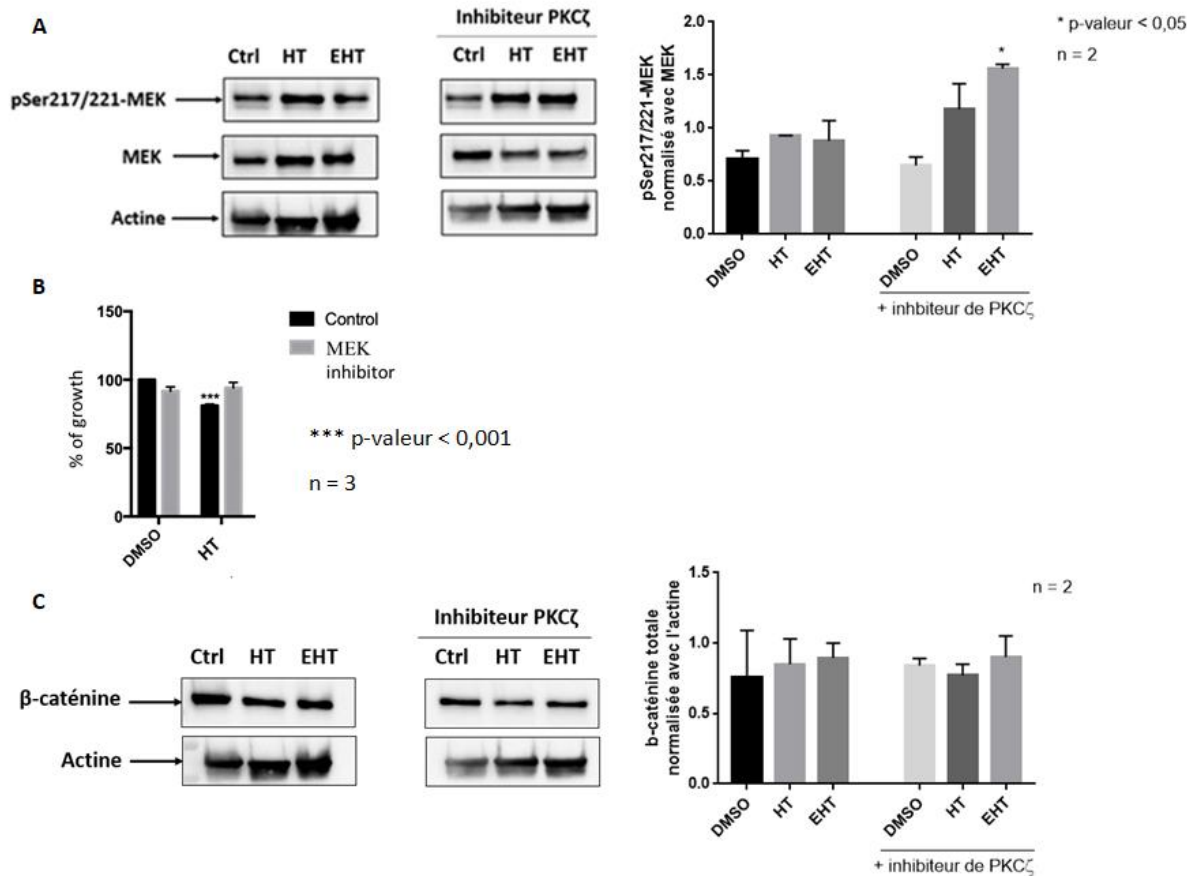 A
Inhibiteur PKCζ
Ctrl HT EHT
Ctrl HT EHT
pSer217/221-MEK
MEK
Actine
pSer217/221-MEK
normalisé avec MEK
2.0
1.5
1.0
0.5
0.0
DMSO
HT
EHT
DMSO
HT
EHT
+ inhbiteur de PKCζ
*
* p-valeur < 0,05
n = 2
B
% of growth
150
100
50
0
***
DMSO
HT
Control
MEK
inhibitor
*** p-valeur < 0,001
n = 3
C
Inhibiteur PKCζ
Ctrl HT EHT
Ctrl HT EHT
β-caténine
Actine
b-caténine totale
normalisée avec l'actine
1.5
1.0
0.5
0.0
DMSO
HT
EHT
DMSO
HT
EHT
+ inhibiteur de PKCζ
n = 2